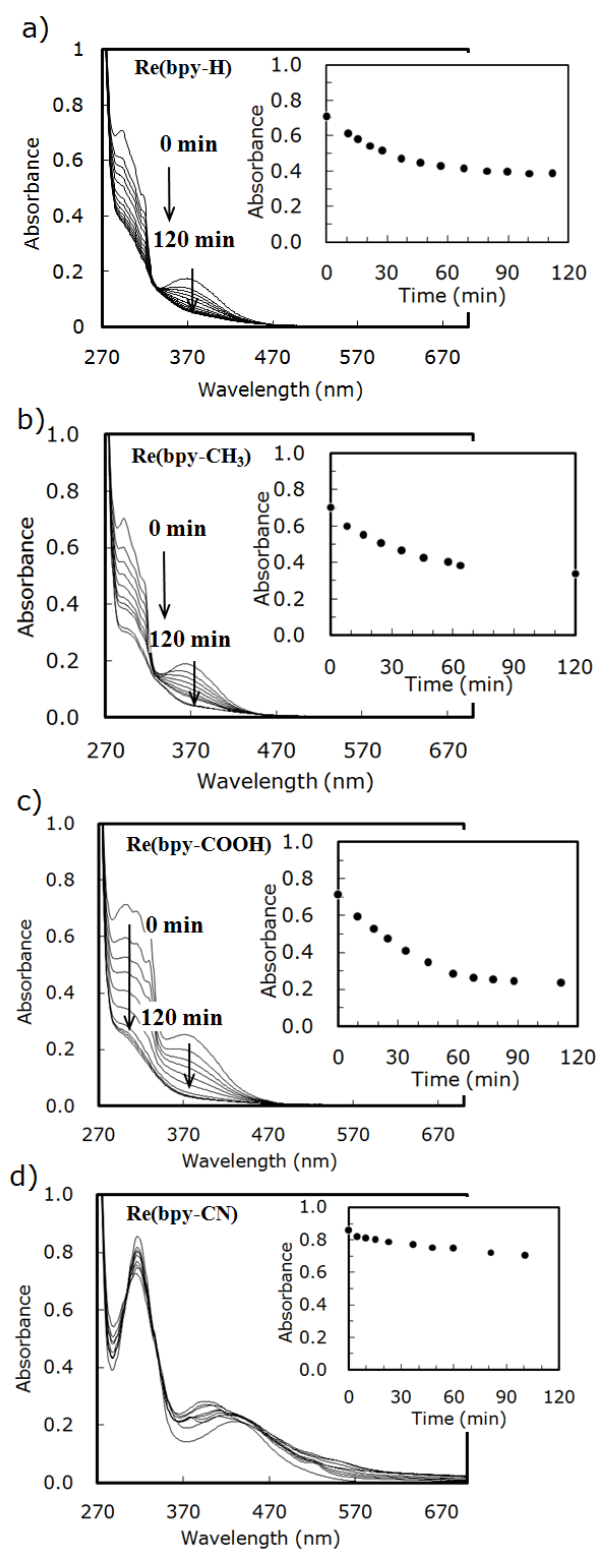 a)
Re(bpy-H)
0 min
120 min
Absorbance
1
0.8
0.6
0.4
0.2
0
270 370 470 570 670
Wavelength (nm)
Absorbance
1.0
0.8
0.6
0.4
0.2
0.0
0 30 60 90 120
Time (min)
b)
Re(bpy-CH3)
0 min
120 min
Absorbance
1.0
0.8
0.6
0.4
0.2
0.0
270 370 470 570 670
Wavelength (nm)
Absorbance
1.0
0.8
0.6
0.4
0.2
0.0
0 30 60 90 120
Time (min)
c)
Re(bpy-COOH)
0 min
120 min
Absorbance
1.0
0.8
0.6
0.4
0.2
0.0
270 370 470 570 670
Wavelength (nm)
Absorbance
1.0
0.8
0.6
0.4
0.2
0.0
0 30 60 90 120
Time (min)
d)
Re(bpy-CN)
Absorbance
1.0
0.8
0.6
0.4
0.2
0.0
270 370 470 570 670
Wavelength (nm)
Absorbance
1.0
0.8
0.6
0.4
0.2
0.0
0 30 60 90 120
Time (min)